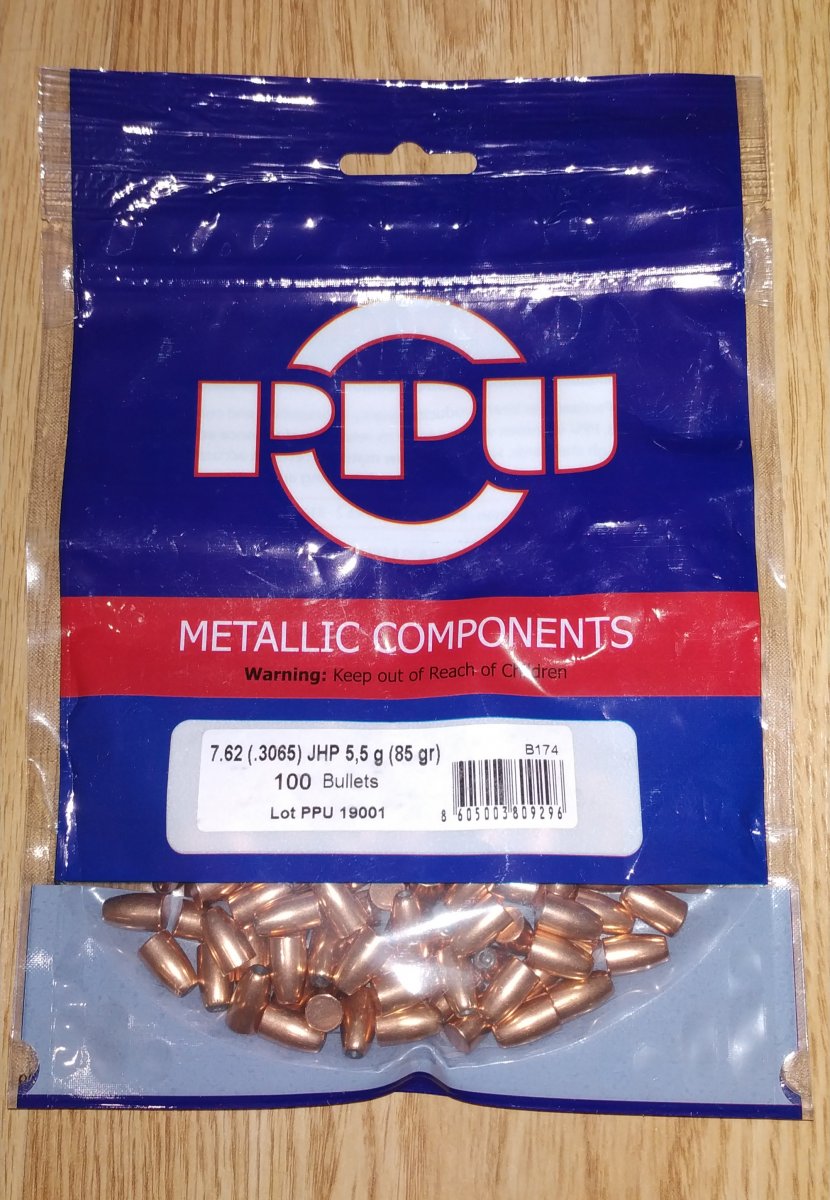 PPU
METALLIC COMPONENTS
Warning: Keep out of Reach of Children
7.62 (.3065) JHP 5,5 g (85 gr)
B174
100 Bullets
Lot PPU 19001
8 605003 809296